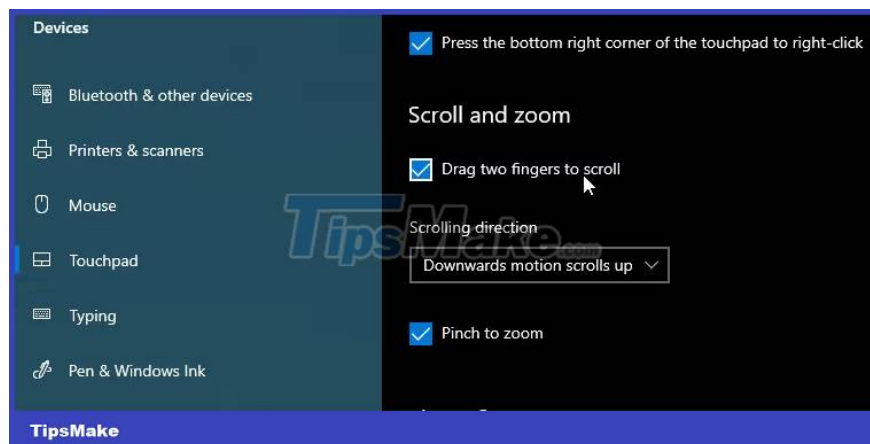 Devices
Bluetooth & other devices
Printers & scanners
Mouse
Touchpad
Typing
Pen & Windows Ink
Press the bottom right corner of the touchpad to right-click
Scroll and zoom
Drag two fingers to scroll
Scrolling direction
Downwards motion scrolls up
Pinch to zoom
TipsMake.com
TipsMake